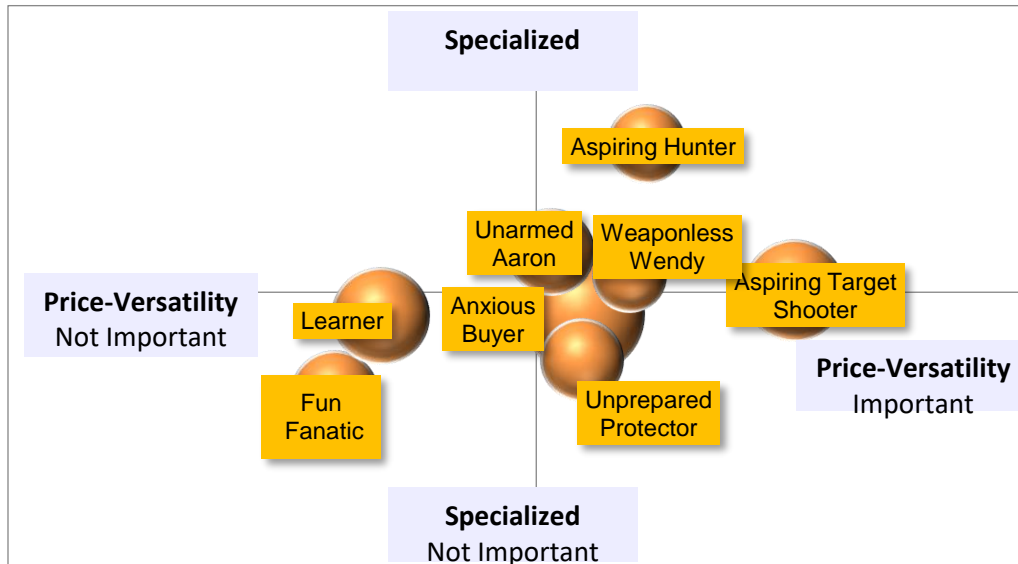 Specialized
Aspiring Hunter
Unarmed
Aaron
Weaponless
Wendy
Price-Versatility
Not Important
Learner
Anxious
Buyer
Aspiring Target
Shooter
Price-Versatility
Important
Fun
Fanatic
Unprepared
Protector
Specialized
Not Important